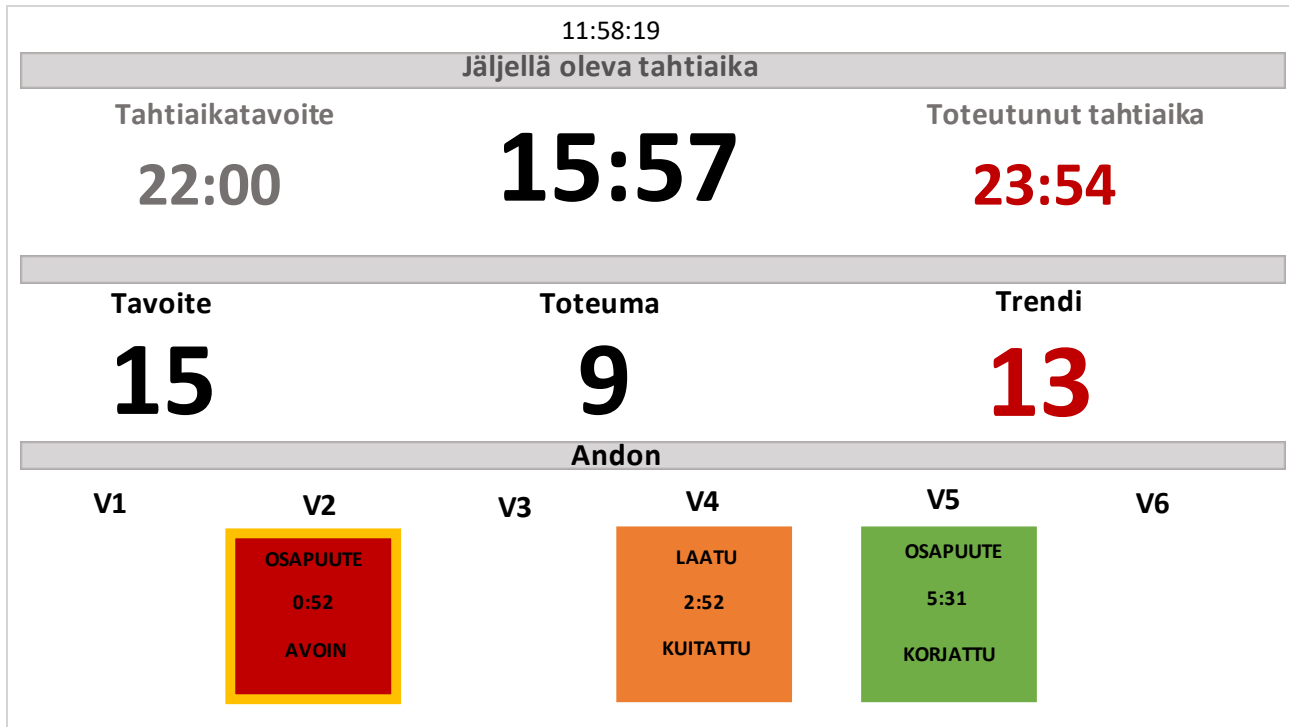 11:58:19
Jäljellä oleva tahtiaika
Tahtiaikatavoite
15:57
Toteutunut tahtiaika
22:00
23:54
Tavoite
Toteuma
Trendi
15
9
13
Andon
V1
V2
V3
V4
V5
V6
OSAPUUTE
0:52
AVOIN
LAATU
2:52
KUITATTU
OSAPUUTE
5:31
KORJATTU